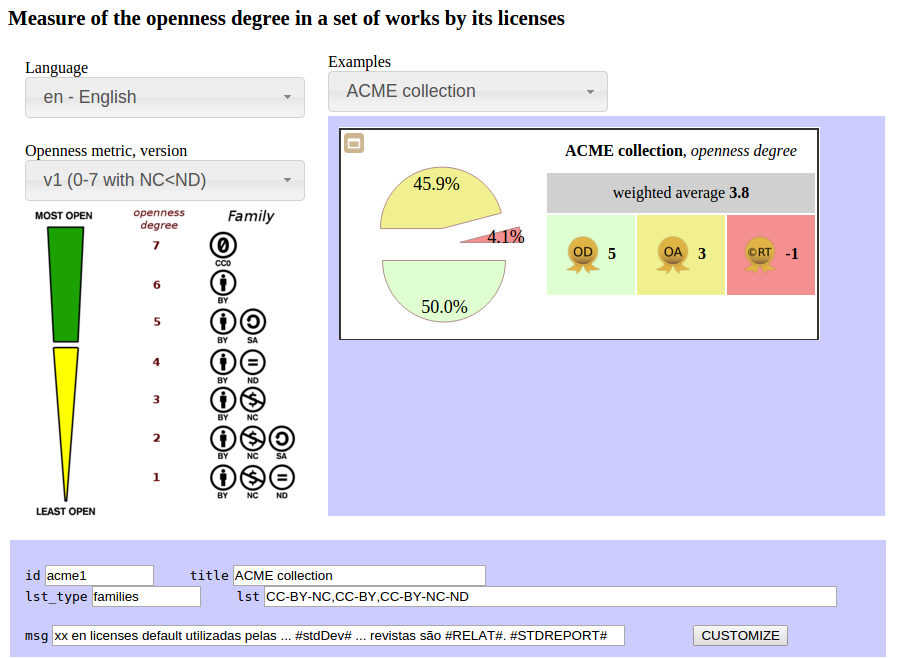 Measure of the openness degree in a set of works by its licenses
Language
en - English
Examples
ACME collection
Openness metric, version
v1 (0-7 with NC<ND)
MOST OPEN
openness
degree
Family
7
CC0
6
BY
5
BY SA
4
BY ND
3
BY NC
2
BY NC SA
1
BY NC ND
LEAST OPEN
45.9%
4.1%
50.0%
ACME collection, openness degree
weighted average 3.8
OD 5
OA 3
©RT -1
id acme1 title ACME collection
lst_type families lst CC-BY-NC,CC-BY,CC-BY-NC-ND
msg xx en licenses default utilizadas pelas ... #stdDev# ... revistas são #RELAT#. #STDREPORT# CUSTOMIZE